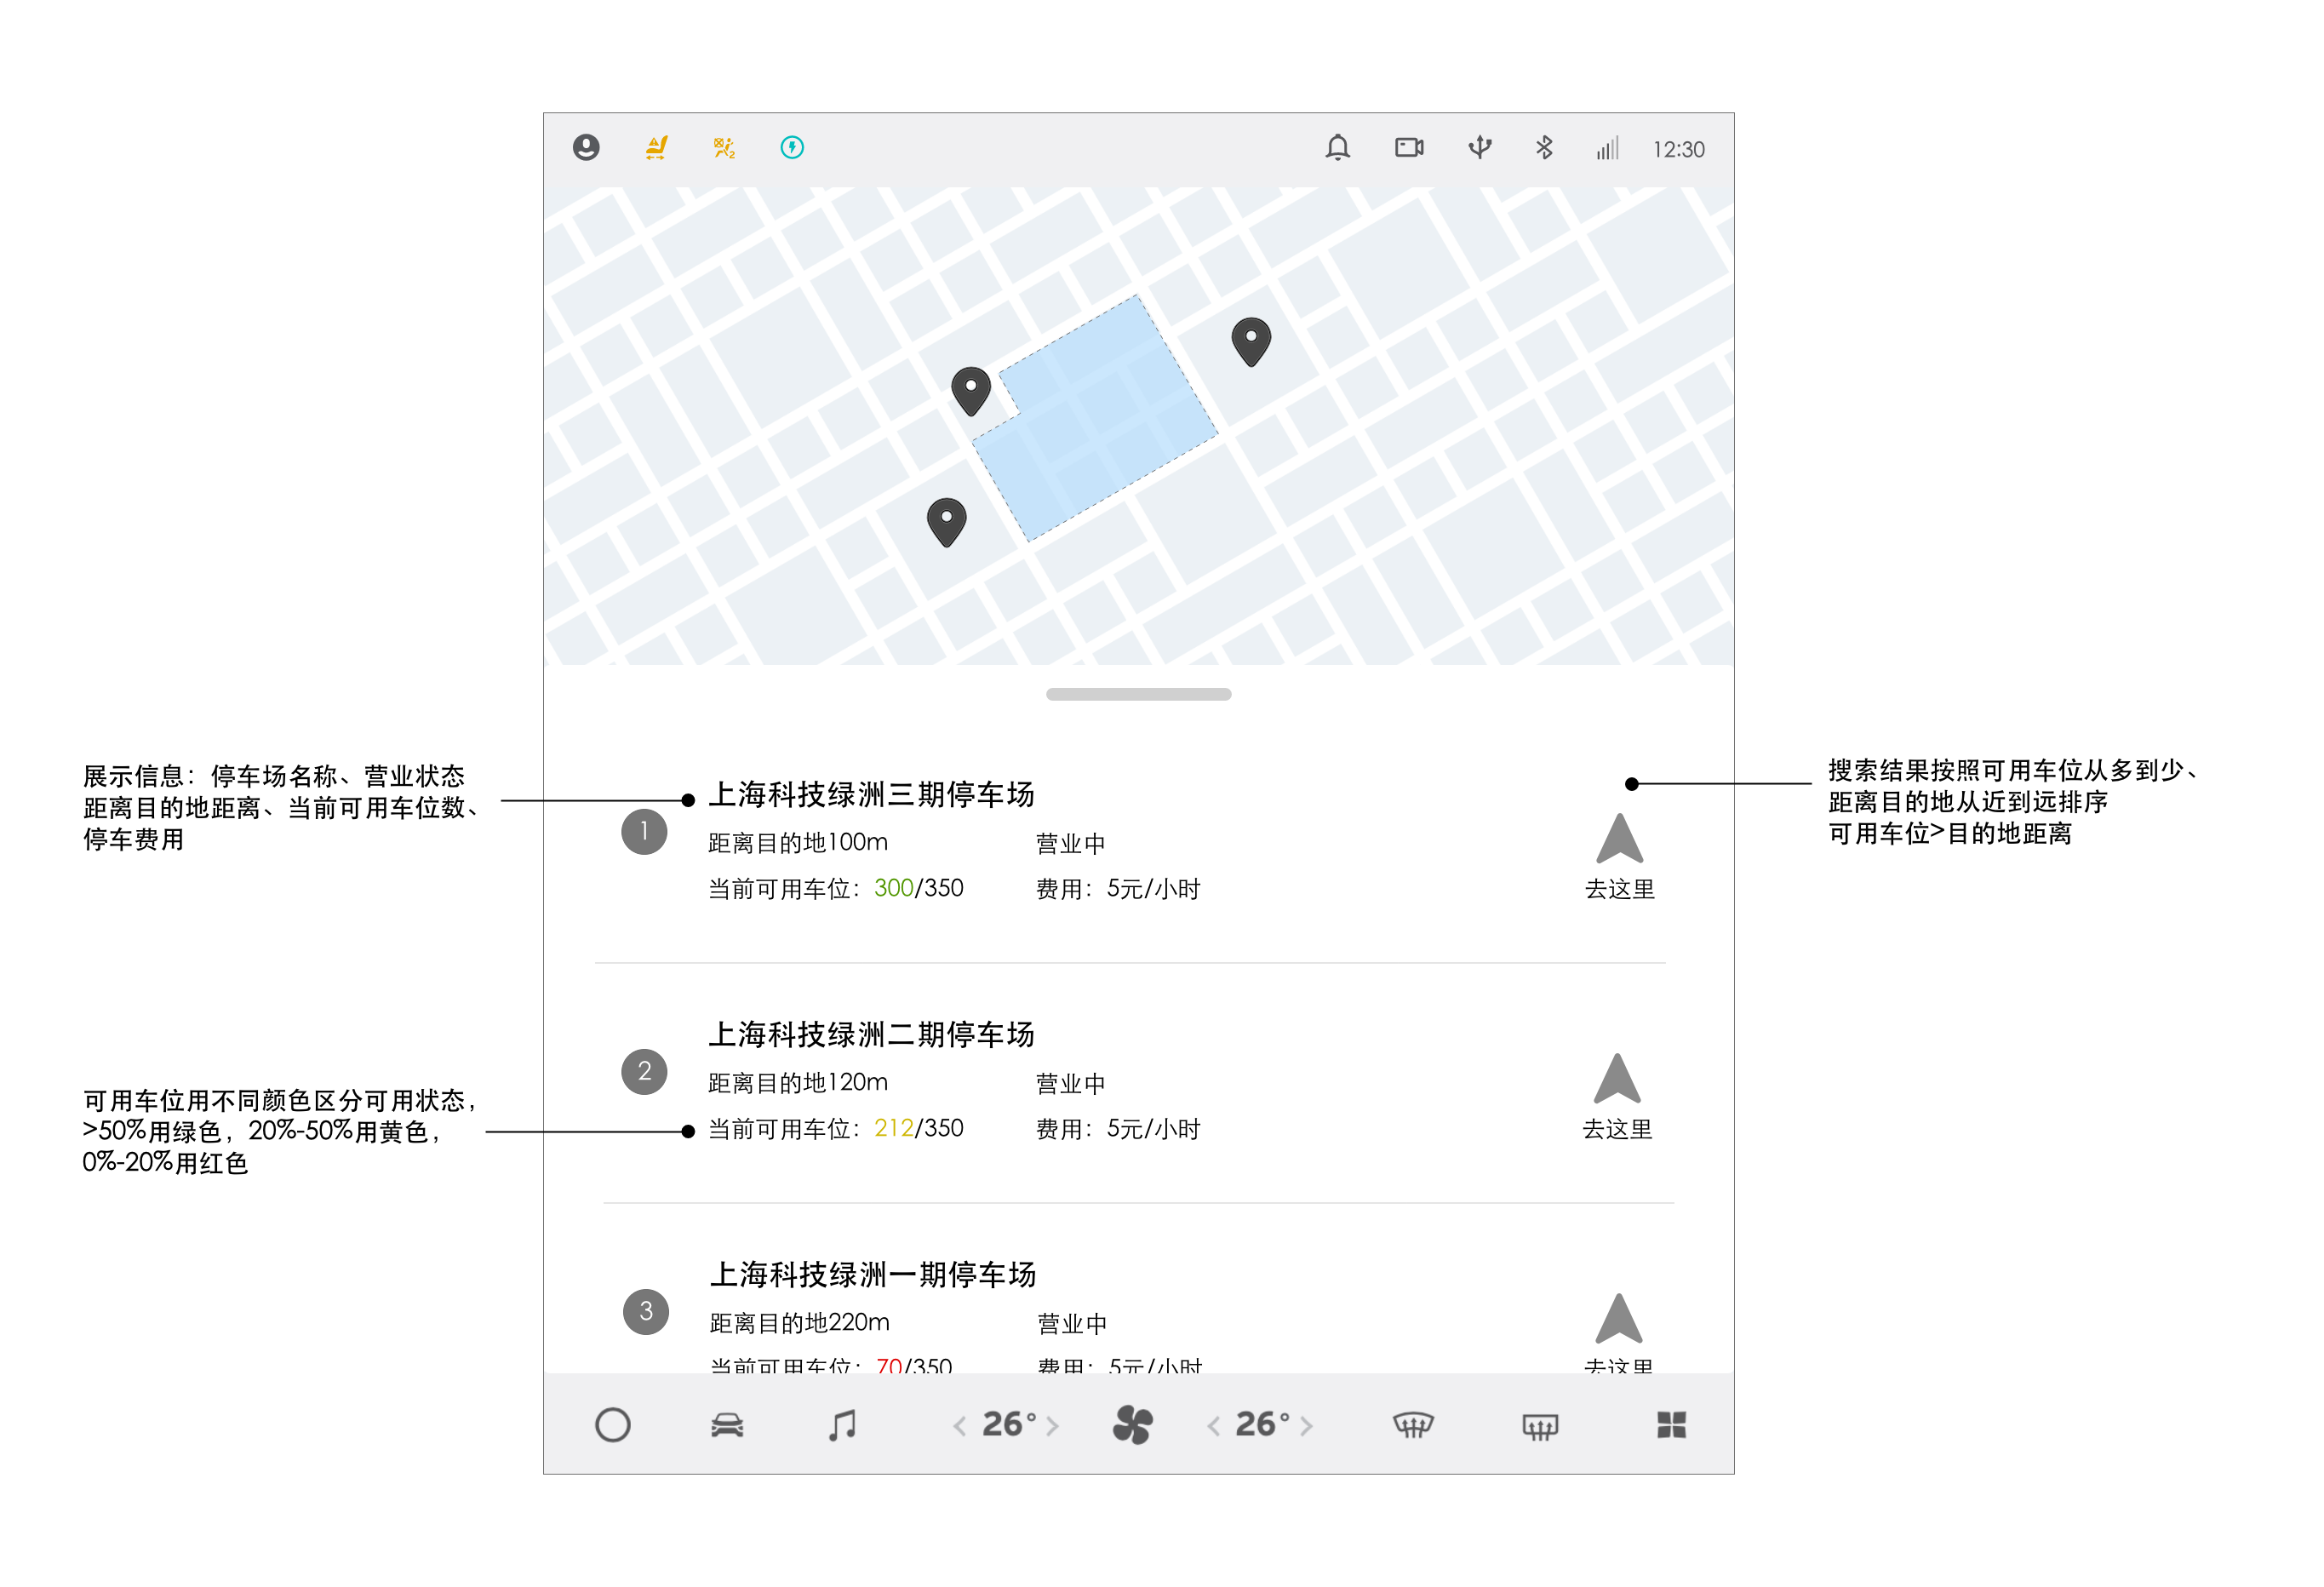 12:30
展示信息：停车场名称、营业状态
距离目的地距离、当前可用车位数、
停车费用
上海科技绿洲三期停车场
1
距离目的地100m 营业中
当前可用车位：300/350 费用：5元/小时
去这里
搜索结果按照可用车位从多到少、
距离目的地从近到远排序
可用车位>目的地距离
上海科技绿洲二期停车场
2
距离目的地120m 营业中
当前可用车位：212/350 费用：5元/小时
去这里
可用车位用不同颜色区分可用状态，
>50%用绿色，20%-50%用黄色，
0%-20%用红色
上海科技绿洲一期停车场
3
距离目的地220m 营业中
当前可用车位：70/350 费用：5元/小时
去这里
26° 26°